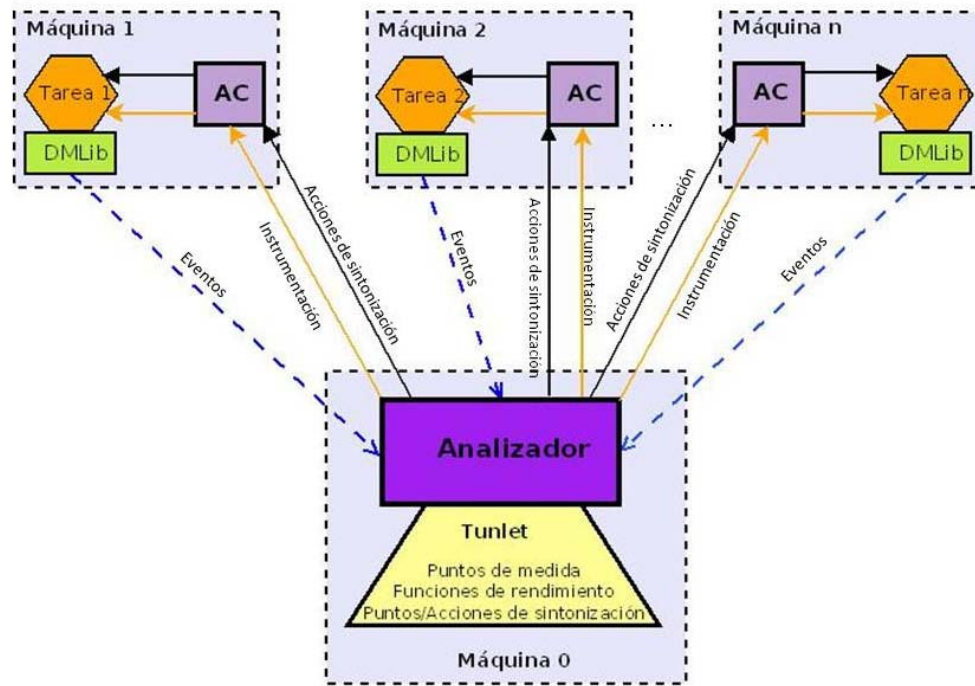 Máquina 1
Tarea 1
AC
DMLib
Máquina 2
Tarea 2
AC
DMLib
...
Máquina n
AC
Tarea n
DMLib
Eventos
Instrumentación
Acciones de sintonización
Eventos
Acciones de sintonización
Instrumentación
Acciones de sintonización
Instrumentación
Eventos
Analizador
Tunlet
Puntos de medida
Funciones de rendimiento
Puntos/Acciones de sintonización
Máquina 0